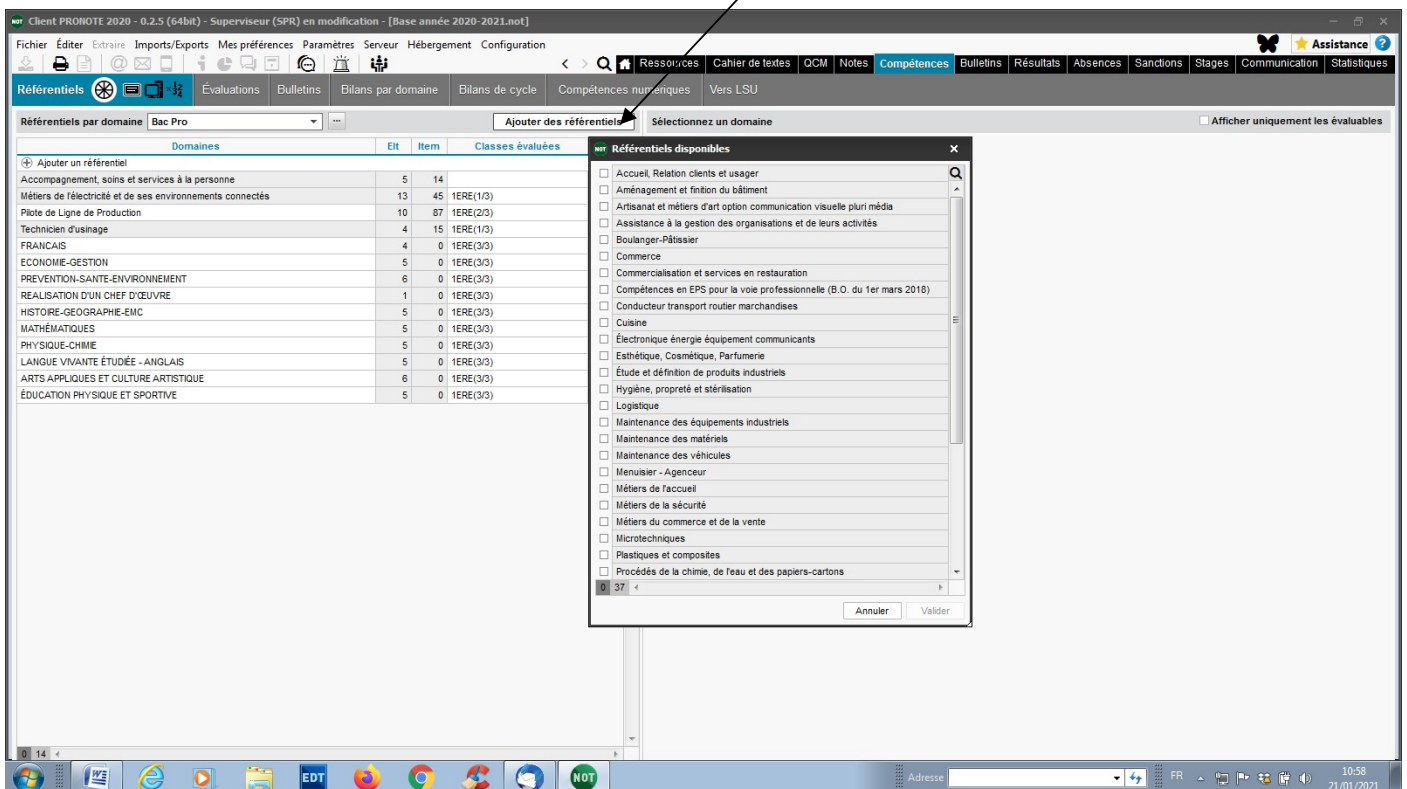 Client PRONOTE 2020 - 0.2.5 (64bit) - Superviseur (SPR) en modification - [Base année 2020-2021.not]
Fichier Éditer Extraire Imports/Exports Mes préférences Paramètres Serveur Hébergement Configuration
Assistance
Ressources Cahier de textes QCM Notes Compétences Bulletins Résultats Absences Sanctions Stages Communication Statistiques
Référentiels Évaluations Bulletins Bilans par domaine Bilans de cycle Compétences numériques Vers LSU
Référentiels par domaine Bac Pro ... Ajouter des référentiels Sélectionnez un domaine Afficher uniquement les évaluables
Domaines Elt Item Classes évaluées
Ajouter un référentiel
Accompagnement, soins et services à la personne 5 14
Métiers de l'électricité et de ses environnements connectés 13 45 1ERE(1/3)
Pilote de Ligne de Production 10 87 1ERE(2/3)
Technicien d'usinage 4 15 1ERE(1/3)
FRANCAIS 4 0 1ERE(3/3)
ECONOMIE-GESTION 5 0 1ERE(3/3)
PREVENTION-SANTE-ENVIRONNEMENT 6 0 1ERE(3/3)
REALISATION D'UN CHEF D'ŒUVRE 1 0 1ERE(3/3)
HISTOIRE-GEOGRAPHIE-EMC 5 0 1ERE(3/3)
MATHÉMATIQUES 5 0 1ERE(3/3)
PHYSIQUE-CHIMIE 5 0 1ERE(3/3)
LANGUE VIVANTE ÉTUDIÉE - ANGLAIS 5 0 1ERE(3/3)
ARTS APPLIQUES ET CULTURE ARTISTIQUE 6 0 1ERE(3/3)
ÉDUCATION PHYSIQUE ET SPORTIVE 5 0 1ERE(3/3)
0 14
NOT Référentiels disponibles
Accueil, Relation clients et usager
Aménagement et finition du bâtiment
Artisanat et métiers d'art option communication visuelle pluri média
Assistance à la gestion des organisations et de leurs activités
Boulanger-Pâtissier
Commerce
Commercialisation et services en restauration
Compétences en EPS pour la voie professionnelle (B.O. du 1er mars 2018)
Conducteur transport routier marchandises
Cuisine
Électronique énergie équipement communicants
Esthétique, Cosmétique, Parfumerie
Étude et définition de produits industriels
Hygiène, propreté et stérilisation
Logistique
Maintenance des équipements industriels
Maintenance des matériels
Maintenance des véhicules
Menuisier - Agenceur
Métiers de l'accueil
Métiers de la sécurité
Métiers du commerce et de la vente
Microtechniques
Plastiques et composites
Procédés de la chimie, de l'eau et des papiers-cartons
0 37
Annuler Valider
EDT NOT Adresse FR 10:58
21/01/2021